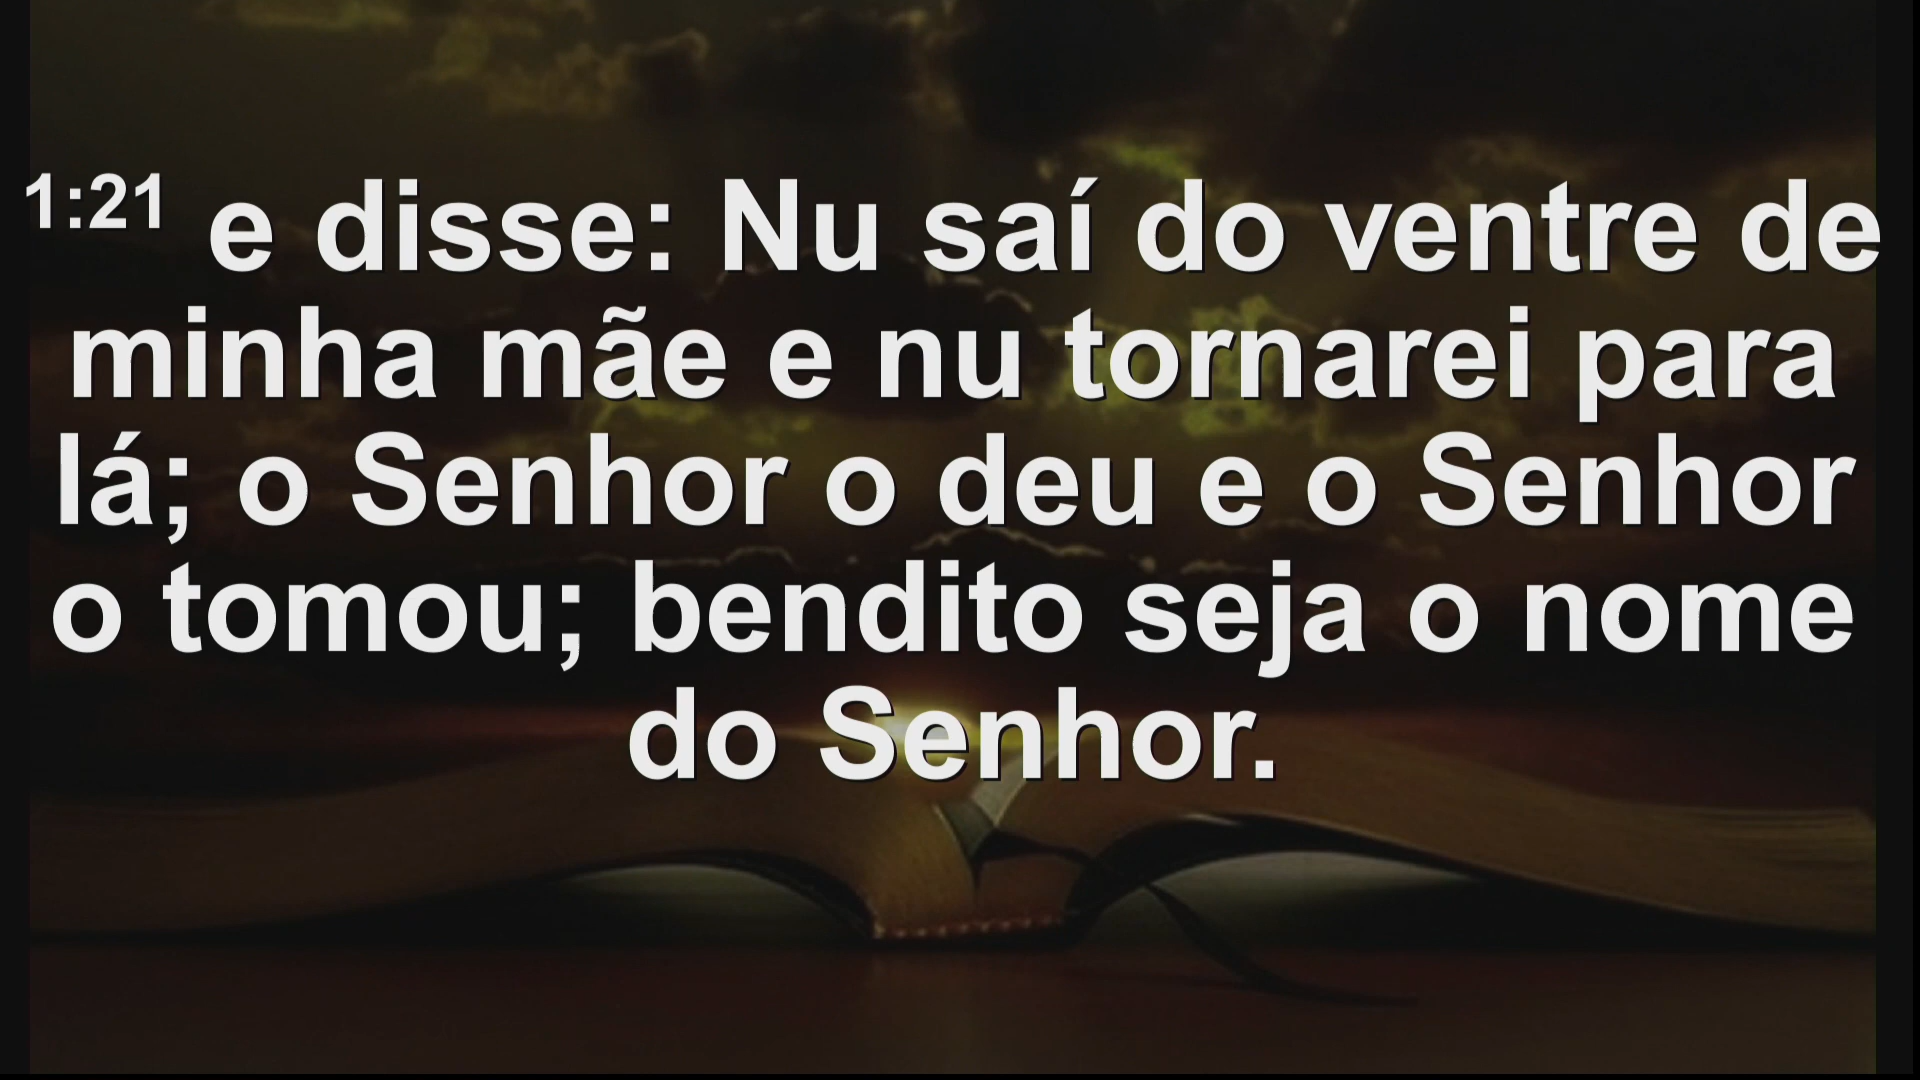 1:21 e disse: Nu saí do ventre de
minha mãe e nu tornarei para
lá; o Senhor o deu e o Senhor
o tomou; bendito seja o nome
do Senhor.